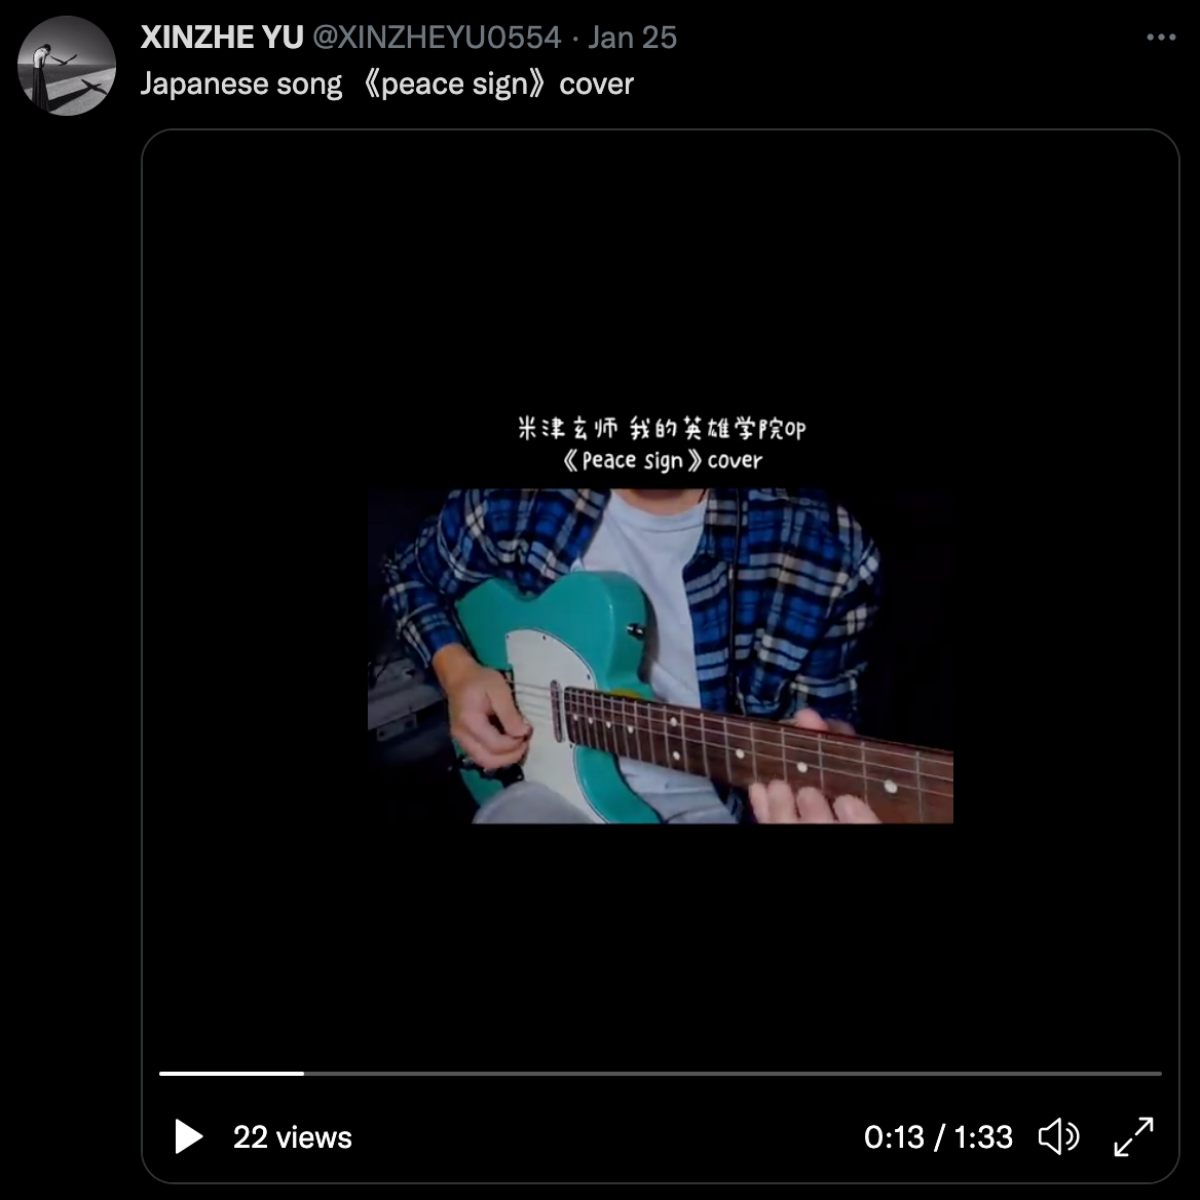 XINZHE YU @XINZHEYU0554 · Jan 25
Japanese song 《peace sign》cover
米津玄师 我的英雄学院OP
《Peace sign》cover
22 views
0:13 / 1:33